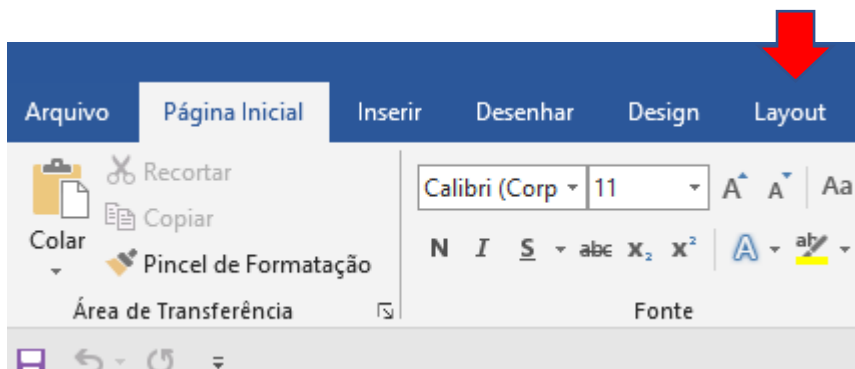 Arquivo Página Inicial Inserir Desenhar Design Layout
Recortar
Copiar
Colar
Pincel de Formatação
Área de Transferência
Calibri (Corp 11 A A Aa
N I S abc X₂ X² A ab
Fonte